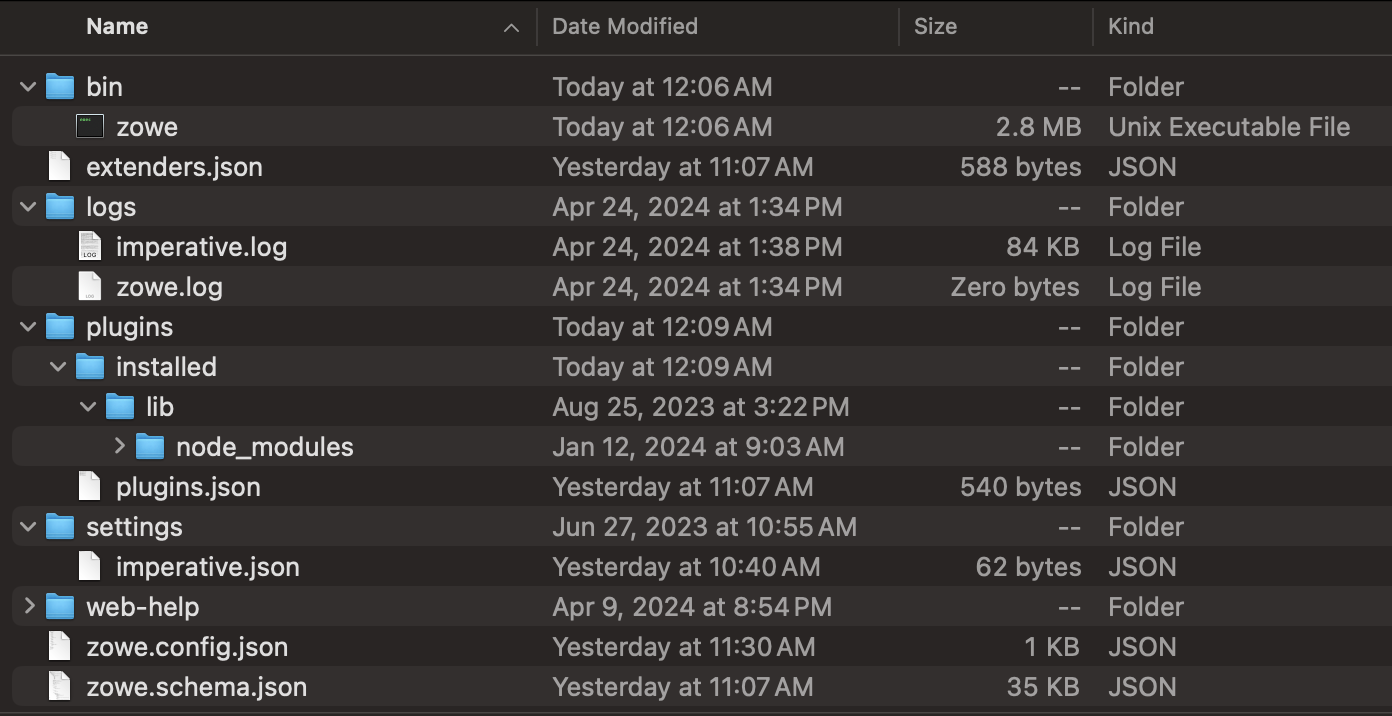 Name Date Modified Size Kind
bin Today at 12:06 AM -- Folder
zowe Today at 12:06 AM 2.8 MB Unix Executable File
extenders.json Yesterday at 11:07 AM 588 bytes JSON
logs Apr 24, 2024 at 1:34 PM -- Folder
imperative.log Apr 24, 2024 at 1:38 PM 84 KB Log File
zowe.log Apr 24, 2024 at 1:34 PM Zero bytes Log File
plugins Today at 12:09 AM -- Folder
installed Today at 12:09 AM -- Folder
lib Aug 25, 2023 at 3:22 PM -- Folder
node_modules Jan 12, 2024 at 9:03 AM -- Folder
plugins.json Yesterday at 11:07 AM 540 bytes JSON
settings Jun 27, 2023 at 10:55 AM -- Folder
imperative.json Yesterday at 10:40 AM 62 bytes JSON
web-help Apr 9, 2024 at 8:54 PM -- Folder
zowe.config.json Yesterday at 11:30 AM 1 KB JSON
zowe.schema.json Yesterday at 11:07 AM 35 KB JSON